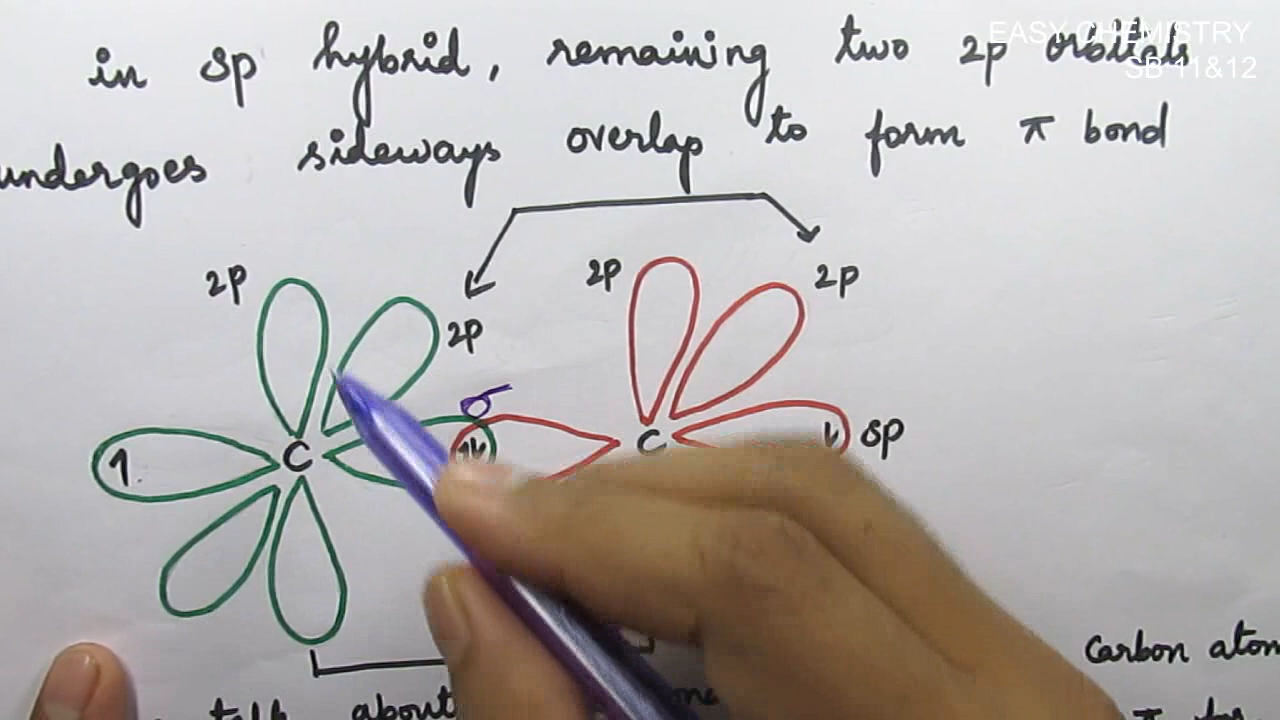 EASY CHEMISTRY
SB 11&12
in sp hybrid, remaining two 2p orbitals
undergoes sideways overlap to form π bond
2p
2p
2p
2p
σ
1
C
C
sp
Carbon atom
about